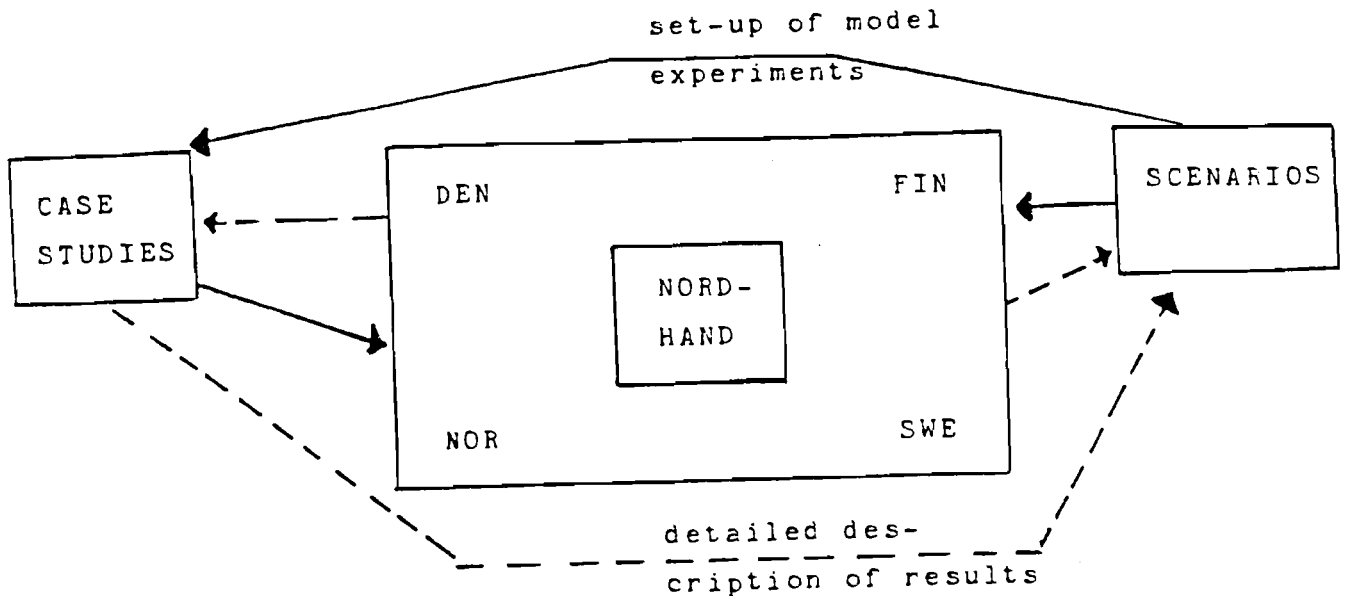 set-up of model
experiments
CASE
STUDIES
DEN
FIN
SCENARIOS
NORD-
HAND
NOR
SWE
detailed des-
cription of results